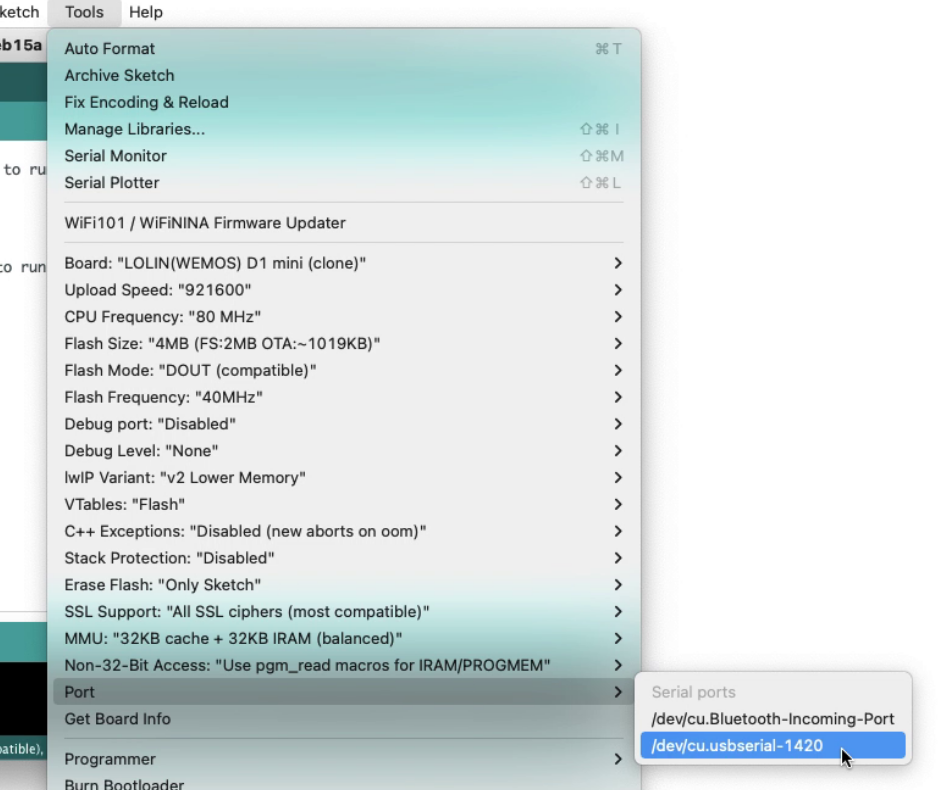 ketch Tools Help
eb15a
Auto Format ⌘T
Archive Sketch
Fix Encoding & Reload
Manage Libraries... ⇧⌘I
Serial Monitor ⇧⌘M
Serial Plotter ⇧⌘L
to ru
WiFi101 / WiFiNINA Firmware Updater
Board: "LOLIN(WEMOS) D1 mini (clone)"
to run
Upload Speed: "921600"
CPU Frequency: "80 MHz"
Flash Size: "4MB (FS:2MB OTA:~1019KB)"
Flash Mode: "DOUT (compatible)"
Flash Frequency: "40MHz"
Debug port: "Disabled"
Debug Level: "None"
lwIP Variant: "v2 Lower Memory"
VTables: "Flash"
C++ Exceptions: "Disabled (new aborts on oom)"
Stack Protection: "Disabled"
Erase Flash: "Only Sketch"
SSL Support: "All SSL ciphers (most compatible)"
MMU: "32KB cache + 32KB IRAM (balanced)"
Non-32-Bit Access: "Use pgm_read macros for IRAM/PROGMEM"
Port
Serial ports
/dev/cu.Bluetooth-Incoming-Port
/dev/cu.usbserial-1420
Get Board Info
atible),
Programmer
Burn Bootloader